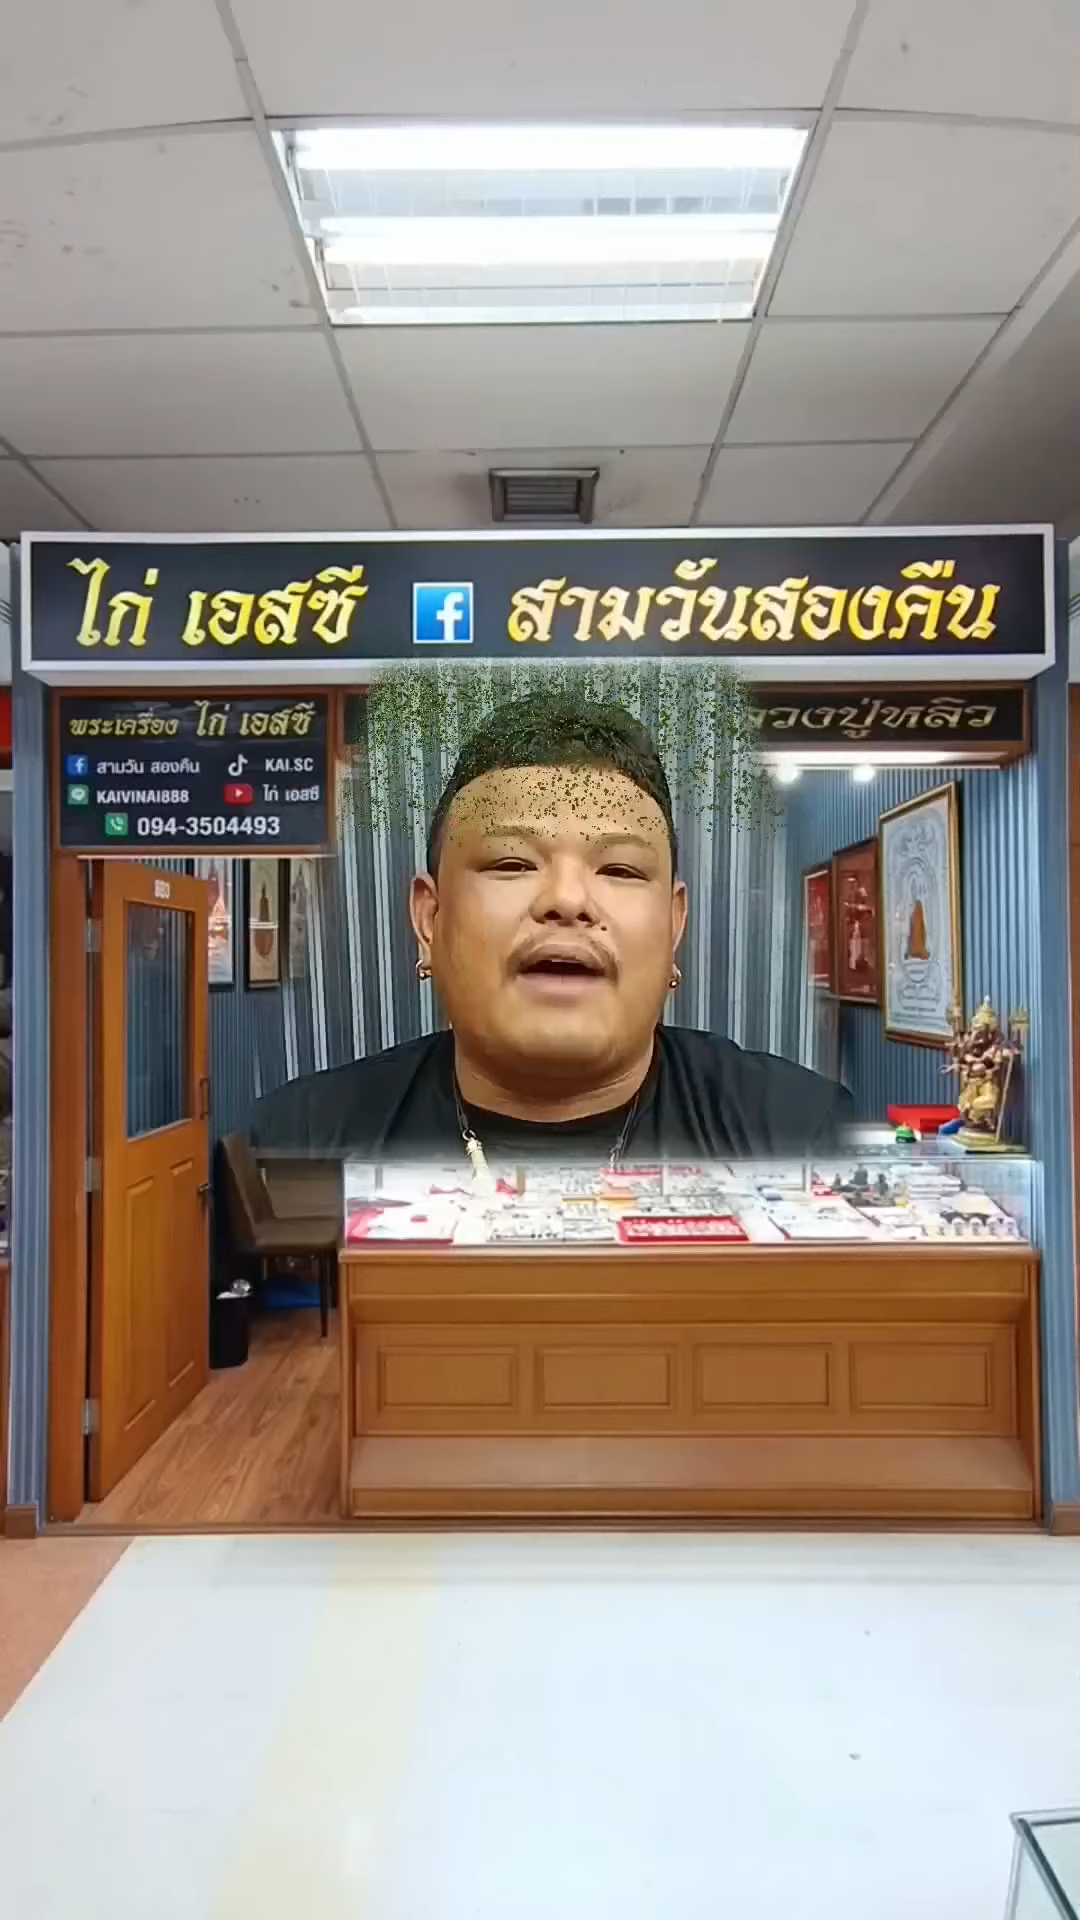 ไก่ เอสซี สามวันสองคืน
พระเครื่อง ไก่ เอสซี
สามวัน สองคืน KAI.SC
KAIVINAI888 ไก่ เอสซี
094-3504493
วงปู่หลิว